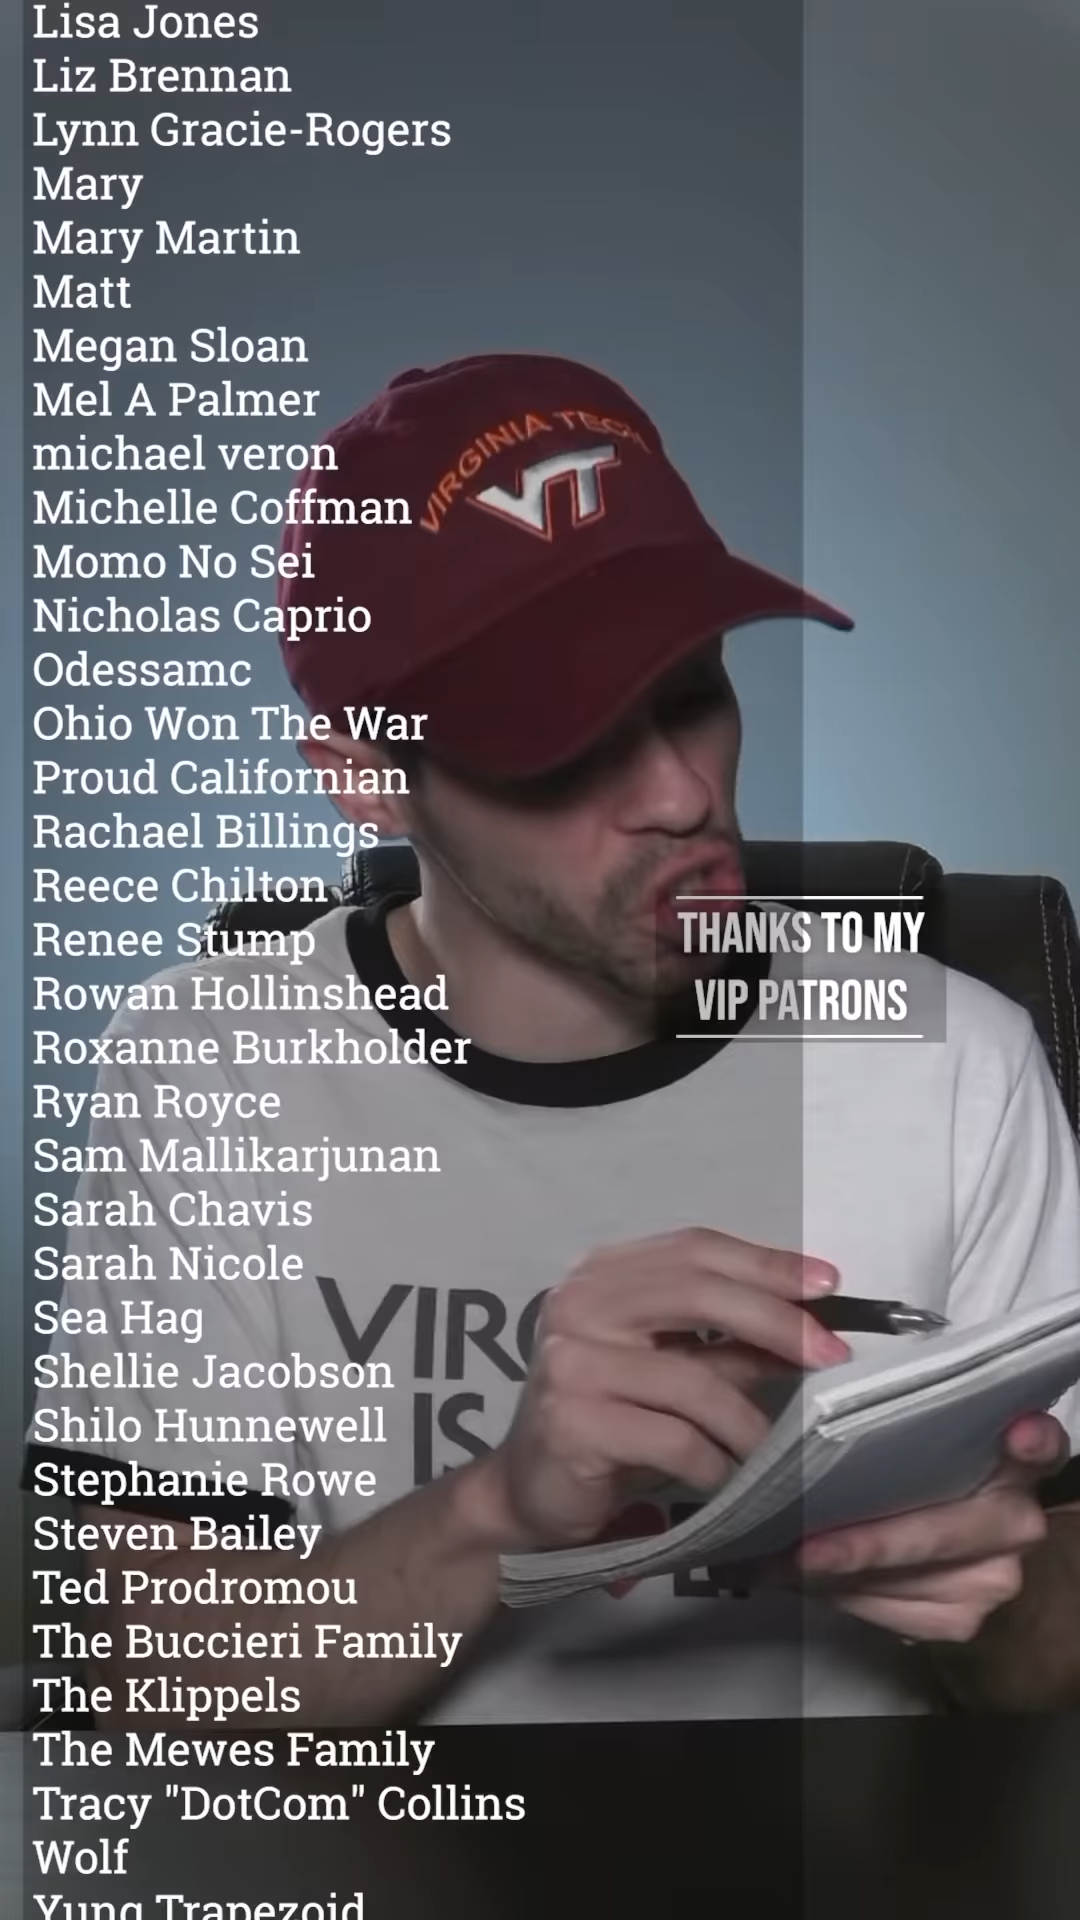 Lisa Jones
Liz Brennan
Lynn Gracie-Rogers
Mary
Mary Martin
Matt
Megan Sloan
Mel A Palmer
michael veron
Michelle Coffman
Momo No Sei
Nicholas Caprio
Odessamc
Ohio Won The War
Proud Californian
Rachael Billings
Reece Chilton
Renee Stump
Rowan Hollinshead
Roxanne Burkholder
Ryan Royce
Sam Mallikarjunan
Sarah Chavis
Sarah Nicole
Sea Hag
Shellie Jacobson
Shilo Hunnewell
Stephanie Rowe
Steven Bailey
Ted Prodromou
The Buccieri Family
The Klippels
The Mewes Family
Tracy "DotCom" Collins
Wolf
Yung Trapezoid
VIRGINIA TECH
VT
THANKS TO MY
VIP PATRONS
IS